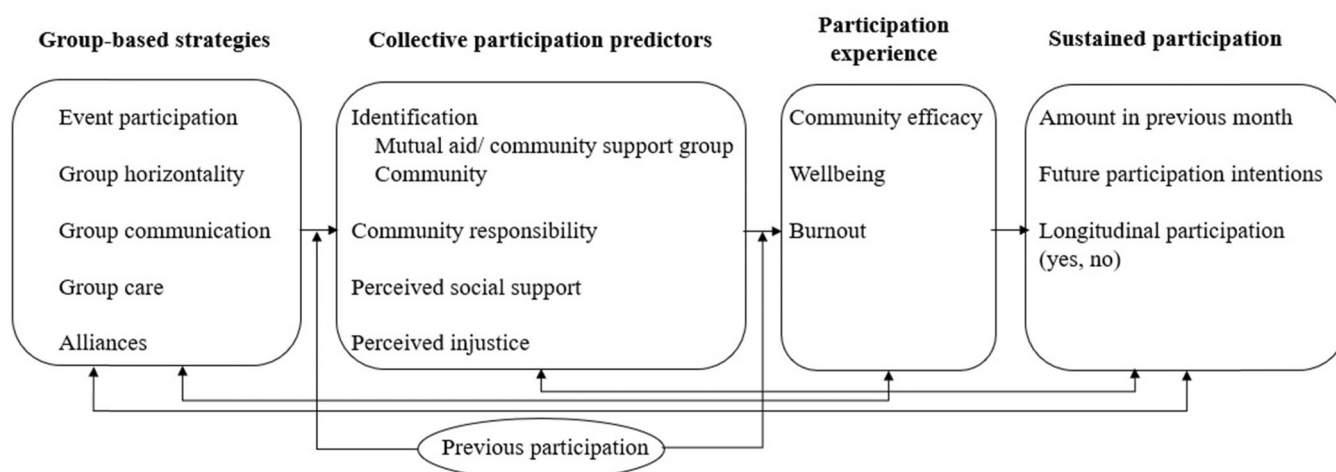 Group-based strategies
Event participation
Group horizontality
Group communication
Group care
Alliances
Collective participation predictors
Identification
Mutual aid/ community support group
Community
Community responsibility
Perceived social support
Perceived injustice
Participation
experience
Community efficacy
Wellbeing
Burnout
Sustained participation
Amount in previous month
Future participation intentions
Longitudinal participation
(yes, no)
Previous participation